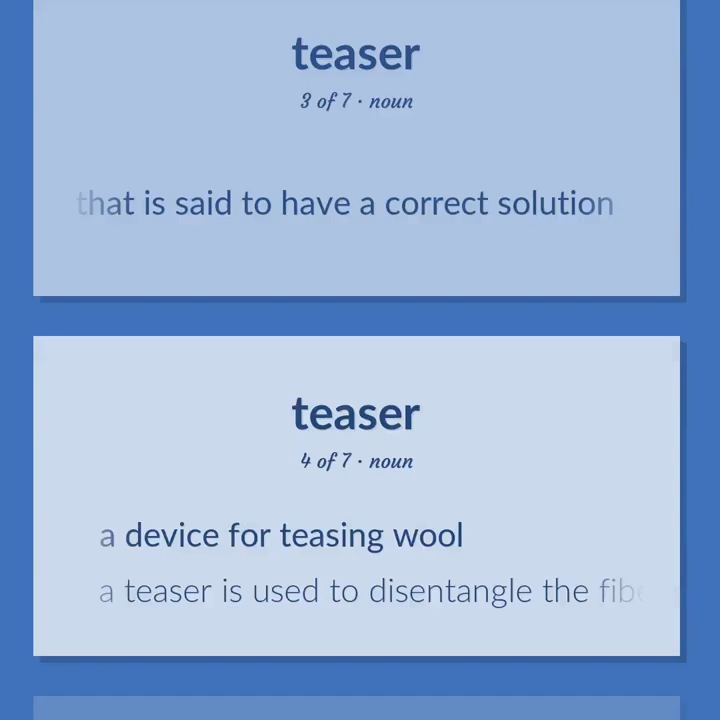 teaser
3 of 7 · noun
that is said to have a correct solution
teaser
4 of 7 · noun
a device for teasing wool
a teaser is used to disentangle the